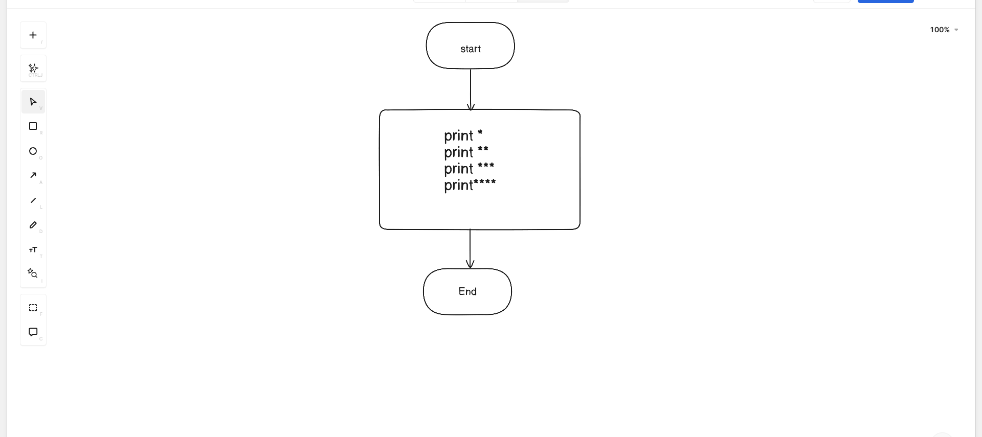 100%
start
print *
print **
print ***
print****
End